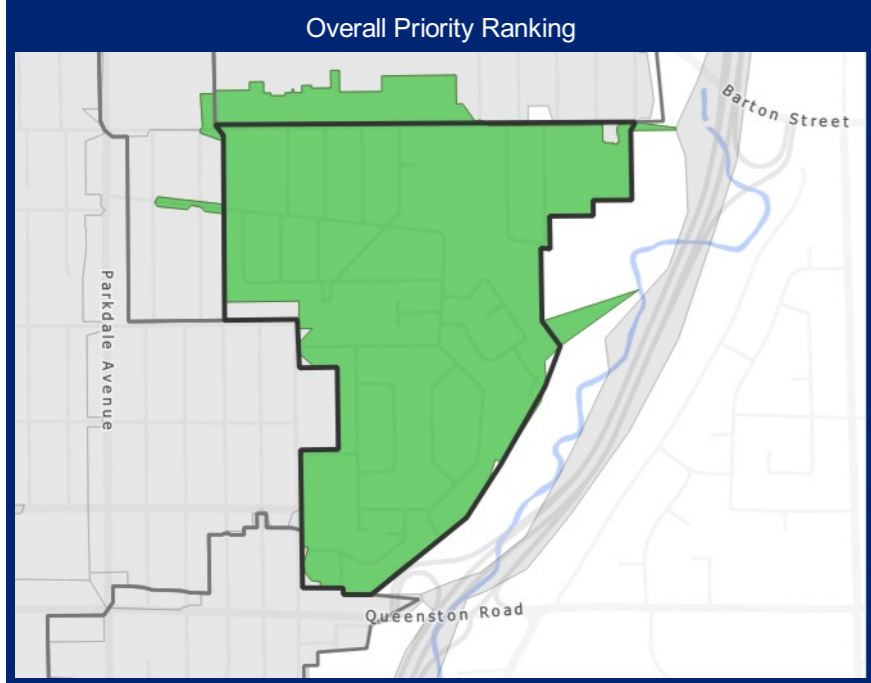 Overall Priority Ranking
Barton Street
Parkdale Avenue
Queenston Road